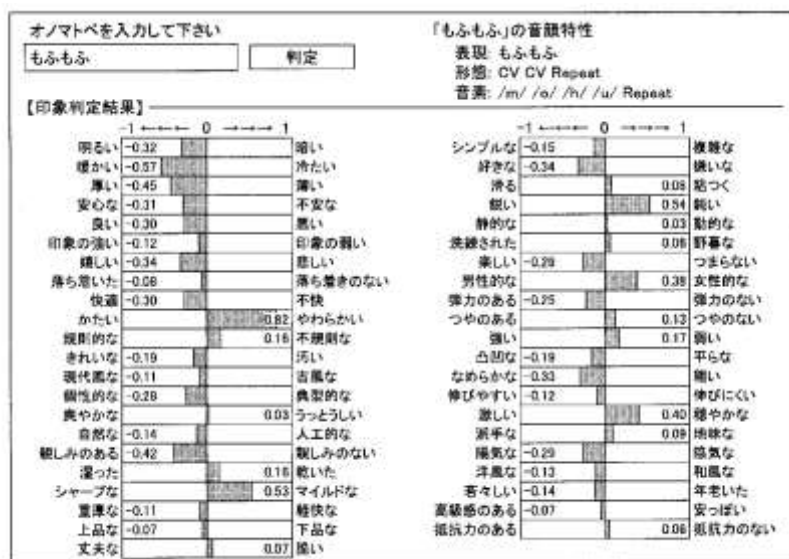 オノマトペを入力して下さい
もふもふ
判定
「もふもふ」の音韻特性
表現: もふもふ
形態: CV CV Repeat
音素: /m/ /o/ /h/ /u/ Repeat
【印象判定結果】
-1 ←←← 0 →→→ 1
明るい -0.32 暗い
暖かい -0.57 冷たい
厚い -0.45 薄い
安心な -0.31 不安な
良い -0.30 悪い
印象の強い -0.12 印象の弱い
嬉しい -0.34 悲しい
落ち着いた -0.08 落ち着きのない
快適 -0.30 不快
かたい 0.82 やわらかい
規則的な 0.16 不規則な
きれいな -0.19 汚い
現代風な -0.11 古風な
個性的な -0.28 典型的な
爽やかな 0.03 うっとうしい
自然な -0.14 人工的な
親しみのある -0.42 親しみのない
湿った 0.16 乾いた
シャープな 0.53 マイルドな
重厚な -0.11 軽快な
上品な -0.07 下品な
丈夫な 0.07 脆い
-1 ←←← 0 →→→ 1
シンプルな -0.15 複雑な
好きな -0.34 嫌いな
滑る 0.05 粘つく
鋭い 0.54 鈍い
静的な 0.03 動的な
洗練された 0.06 野暮な
楽しい -0.28 つまらない
男性的な 0.38 女性的な
弾力のある -0.25 弾力のない
つやのある 0.13 つやのない
強い 0.17 弱い
凸凹な -0.19 平らな
なめらかな -0.33 粗い
伸びやすい -0.12 伸びにくい
激しい 0.40 穏やかな
派手な 0.09 地味な
陽気な -0.29 陰気な
洋風な -0.13 和風な
若々しい -0.14 年老いた
高級感のある -0.07 安っぽい
抵抗力のある 0.06 抵抗力のない